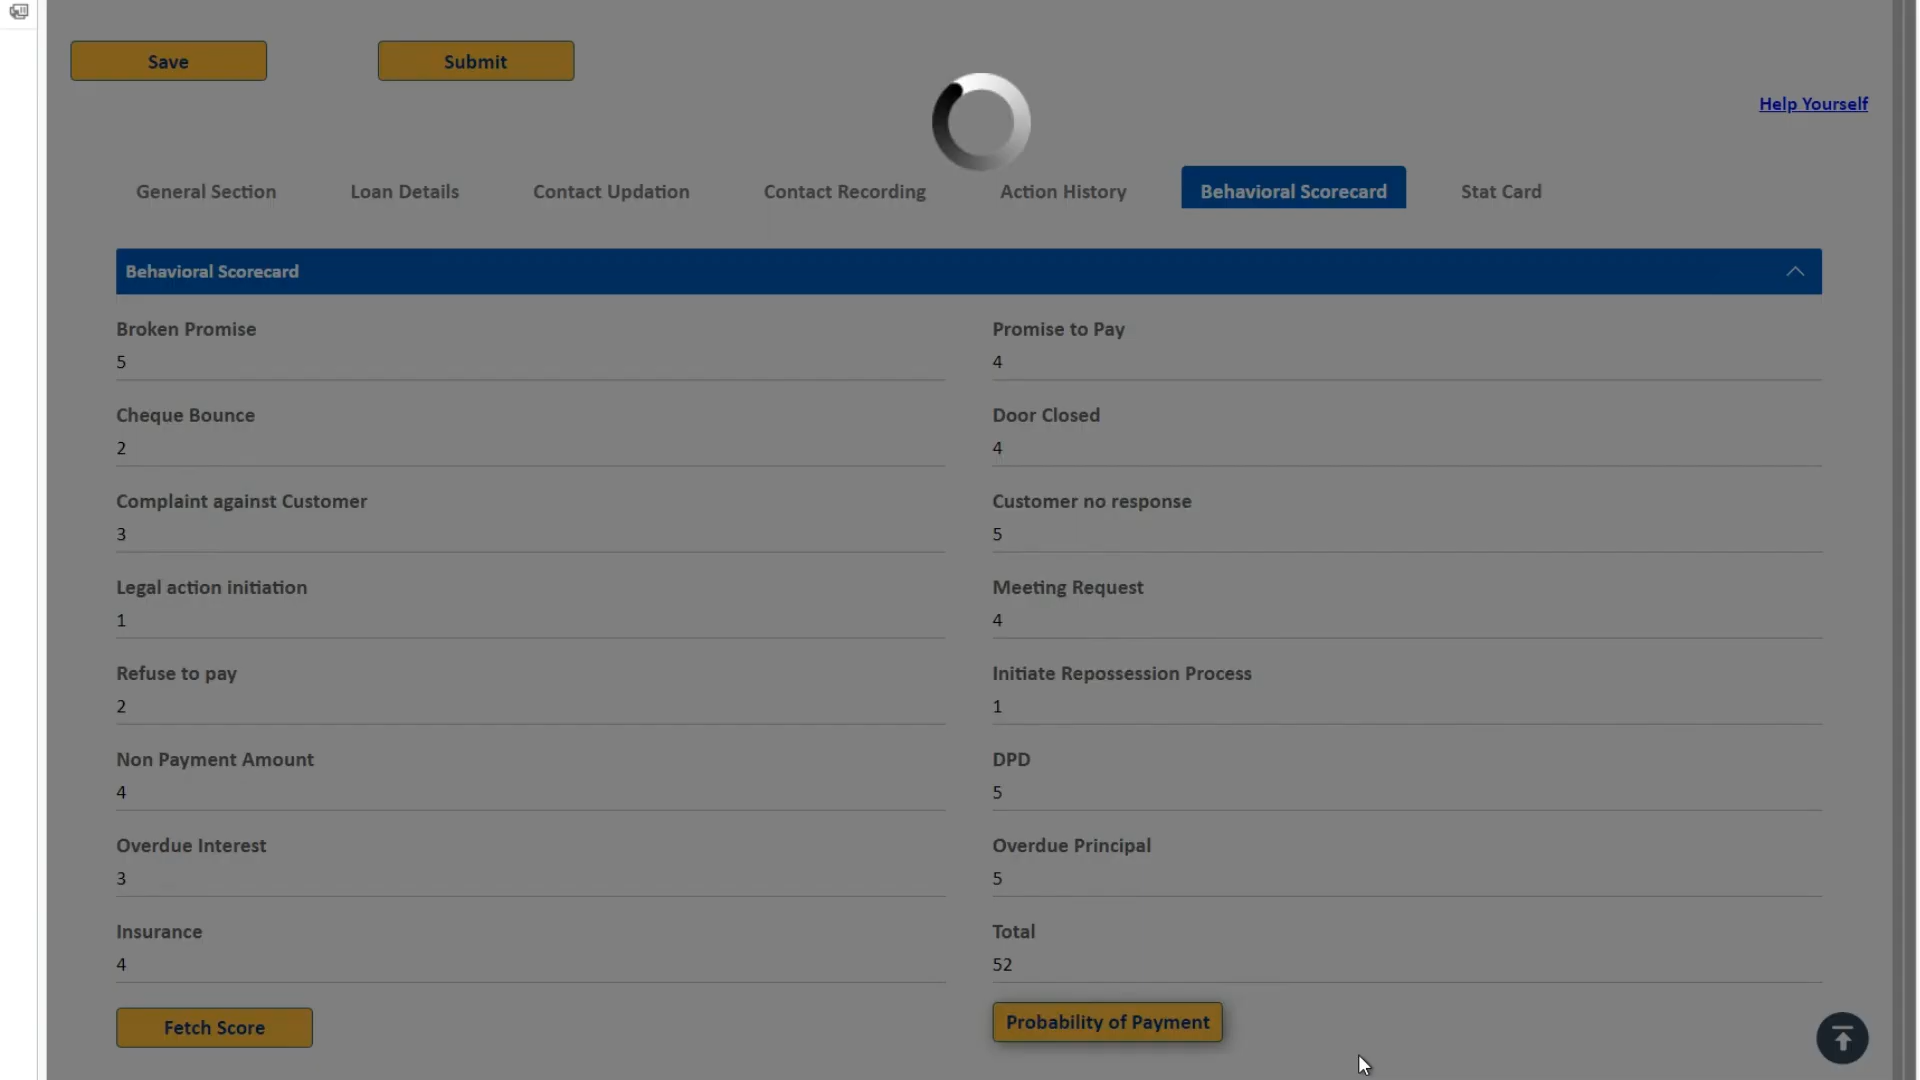 Save
Submit
Help Yourself
General Section
Loan Details
Contact Updation
Contact Recording
Action History
Behavioral Scorecard
Stat Card
Behavioral Scorecard
Broken Promise
5
Promise to Pay
4
Cheque Bounce
2
Door Closed
4
Complaint against Customer
3
Customer no response
5
Legal action initiation
1
Meeting Request
4
Refuse to pay
2
Initiate Repossession Process
1
Non Payment Amount
4
DPD
5
Overdue Interest
3
Overdue Principal
5
Insurance
4
Total
52
Fetch Score
Probability of Payment